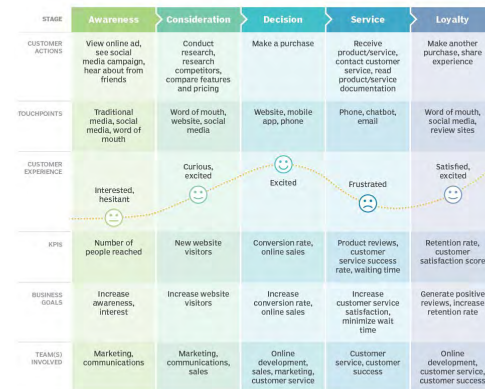 STAGE
Awareness
Consideration
Decision
Service
Loyalty
CUSTOMER
ACTIONS
View online ad,
see social
media campaign,
hear about from
friends
Conduct
research,
research
competitors,
compare features
and pricing
Make a purchase
Receive
product/service,
contact customer
service, read
product/service
documentation
Make another
purchase, share
experience
TOUCHPOINTS
Traditional
media, social
media, word of
mouth
Word of mouth,
website, social
media
Website, mobile
app, phone
Phone, chatbot,
email
Word of mouth,
social media,
review sites
CUSTOMER
EXPERIENCE
Interested,
hesitant
Curious,
excited
Excited
Frustrated
Satisfied,
excited
KPIS
Number of
people reached
New website
visitors
Conversion rate,
online sales
Product reviews,
customer
service success
rate, waiting time
Retention rate,
customer
satisfaction score
BUSINESS
GOALS
Increase
awareness,
interest
Increase website
visitors
Increase
conversion rate,
online sales
Increase
customer service
satisfaction,
minimize wait
time
Generate positive
reviews, increase
retention rate
TEAM(S)
INVOLVED
Marketing,
communications
Marketing,
communications,
sales
Online
development,
sales, marketing,
customer service
Customer
service, customer
success
Online
development,
customer service,
customer success